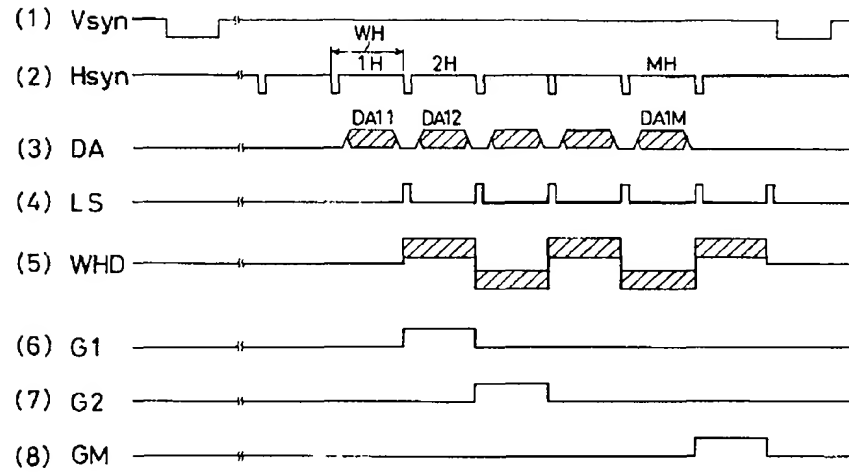 (1) Vsyn
WH
(2) Hsyn 1H 2H MH
DA11 DA12 DA1M
(3) DA
(4) LS
(5) WHD
(6) G1
(7) G2
(8) GM